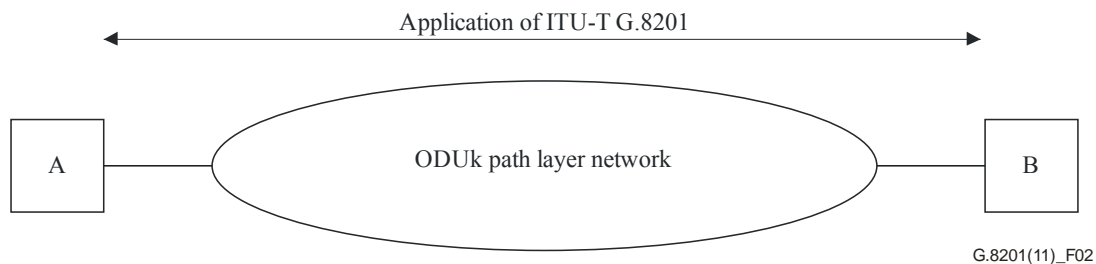 Application of ITU-T G.8201
A
ODUk path layer network
B
G.8201(11)_F02